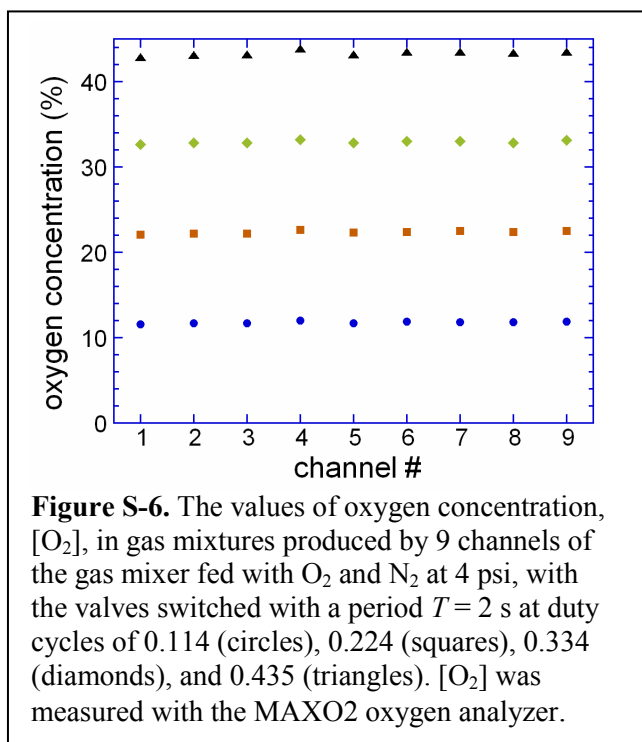 40
30
20
10
0
oxygen concentration (%)
1 2 3 4 5 6 7 8 9
channel #
Figure S-6. The values of oxygen concentration,
[O₂], in gas mixtures produced by 9 channels of
the gas mixer fed with O₂ and N₂ at 4 psi, with
the valves switched with a period T = 2 s at duty
cycles of 0.114 (circles), 0.224 (squares), 0.334
(diamonds), and 0.435 (triangles). [O₂] was
measured with the MAXO2 oxygen analyzer.